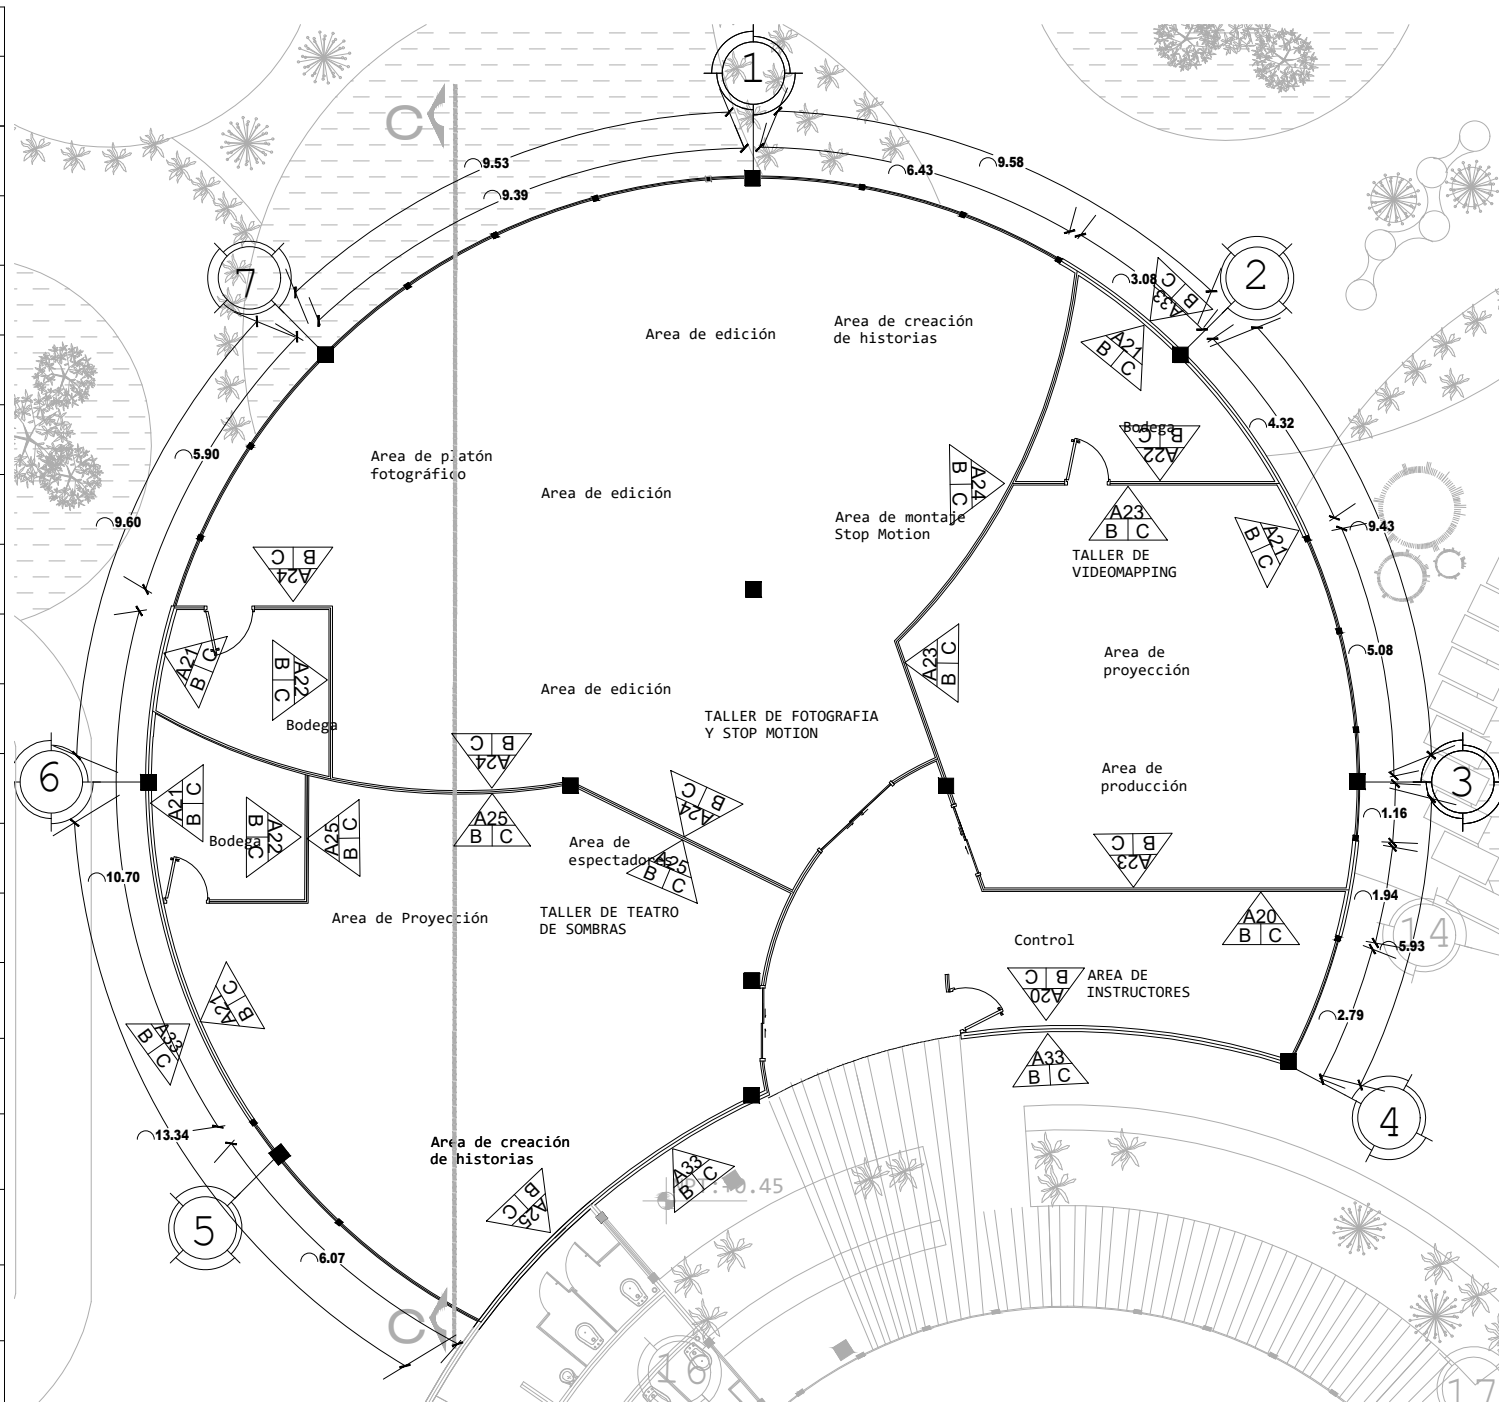 1
C
9.53
9.58
6.43
9.39
7
2
3.08
A33
B C
Area de edición
Area de creación
de historias
A21
B C
4.32
Bodega
A22
B C
5.90
Area de platón
fotográfico
A24
B C
Area de edición
A23
B C
9.60
Area de montaje
Stop Motion
9.43
A21
B C
TALLER DE
VIDEOMAPPING
A24
B C
5.08
Area de
proyección
A21
B C
A22
B C
A23
B C
Area de edición
TALLER DE FOTOGRAFIA
Y STOP MOTION
Bodega
A24
B C
6
3
Area de
producción
A21
B C
A24
B C
1.16
A25
B C
Bodega
A22
B C
A25
B C
Area de
espectadores
A25
B C
A23
B C
10.70
1.94
Area de Proyección
TALLER DE TEATRO
DE SOMBRAS
A20
B C
14
Control
5.93
A20
B C
AREA DE
INSTRUCTORES
A21
B C
2.79
A33
B C
A33
B C
4
13.34
Area de creación
de historias
A33
B C
A25
B C
5
6.07
C
16
17